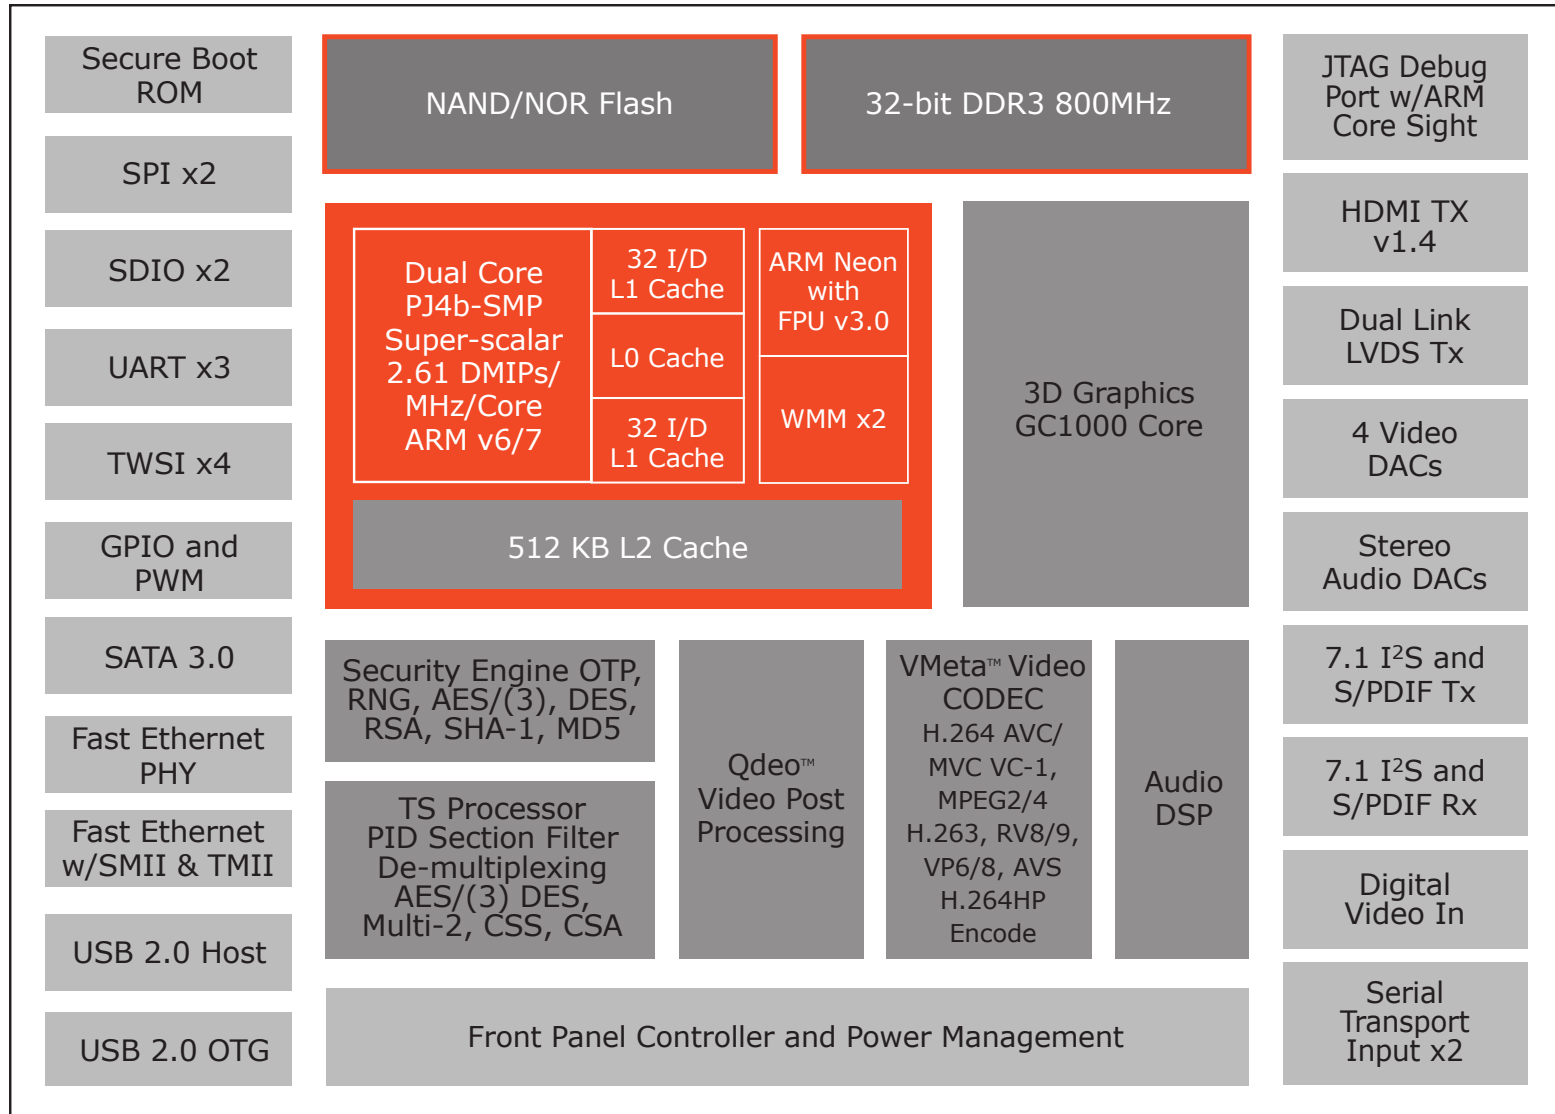 Secure Boot
ROM
SPI x2
SDIO x2
UART x3
TWSI x4
GPIO and
PWM
SATA 3.0
Fast Ethernet
PHY
Fast Ethernet
w/SMII & TMII
USB 2.0 Host
USB 2.0 OTG
NAND/NOR Flash
32-bit DDR3 800MHz
Dual Core
PJ4b-SMP
Super-scalar
2.61 DMIPs/
MHz/Core
ARM v6/7
32 I/D
L1 Cache
L0 Cache
32 I/D
L1 Cache
ARM Neon
with
FPU v3.0
WMM x2
512 KB L2 Cache
3D Graphics
GC1000 Core
Security Engine OTP,
RNG, AES/(3), DES,
RSA, SHA-1, MD5
TS Processor
PID Section Filter
De-multiplexing
AES/(3) DES,
Multi-2, CSS, CSA
Qdeo™
Video Post
Processing
VMeta™ Video
CODEC
H.264 AVC/
MVC VC-1,
MPEG2/4
H.263, RV8/9,
VP6/8, AVS
H.264HP
Encode
Audio
DSP
Front Panel Controller and Power Management
JTAG Debug
Port w/ARM
Core Sight
HDMI TX
v1.4
Dual Link
LVDS Tx
4 Video
DACs
Stereo
Audio DACs
7.1 I²S and
S/PDIF Tx
7.1 I²S and
S/PDIF Rx
Digital
Video In
Serial
Transport
Input x2